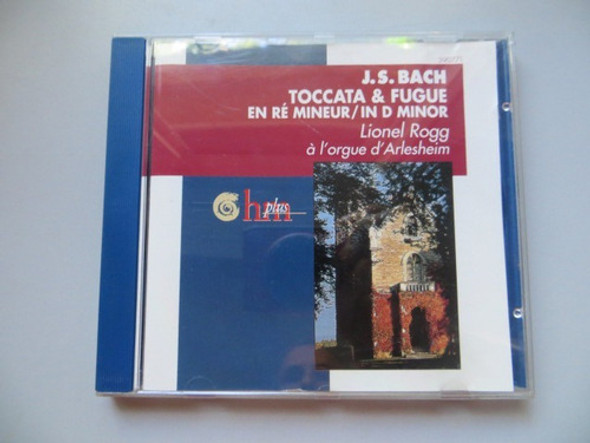 J.S. BACH
TOCCATA & FUGUE
EN RÉ MINEUR/IN D MINOR
Lionel Rogg
à l'orgue d'Arlesheim
hm plus